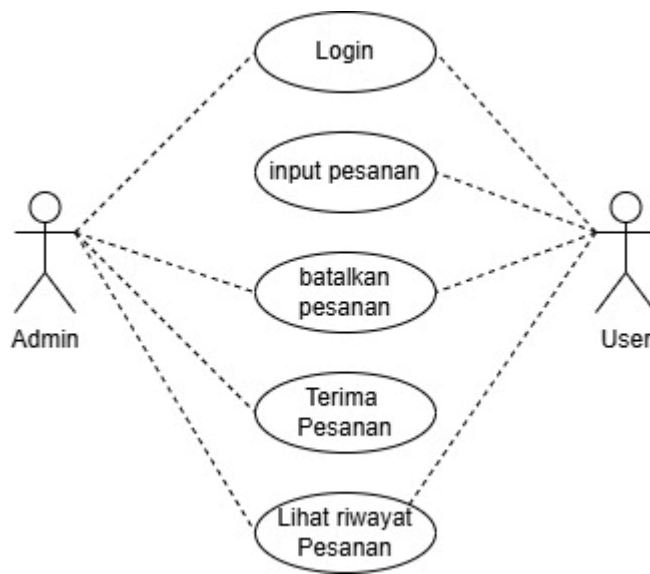 Login
input pesanan
batalkan
pesanan
Admin
User
Terima
Pesanan
Lihat riwayat
Pesanan